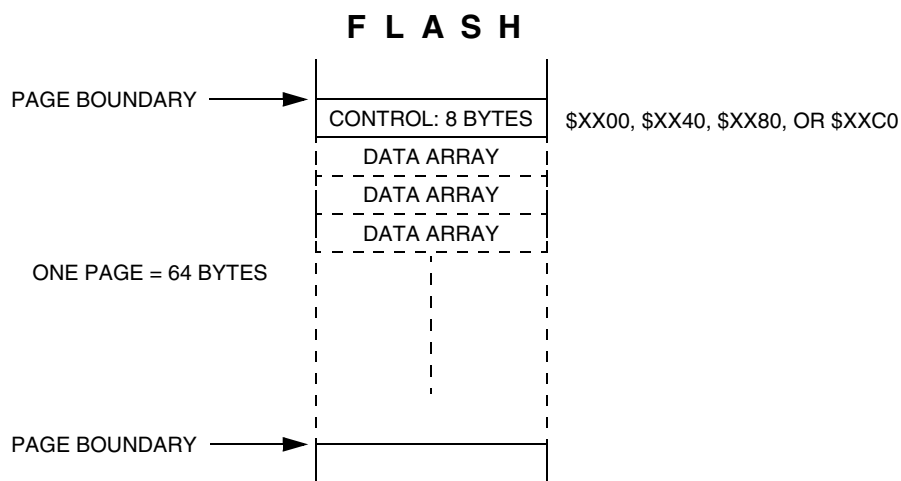 F L A S H
PAGE BOUNDARY
CONTROL: 8 BYTES
$XX00, $XX40, $XX80, OR $XXC0
DATA ARRAY
DATA ARRAY
DATA ARRAY
ONE PAGE = 64 BYTES
PAGE BOUNDARY